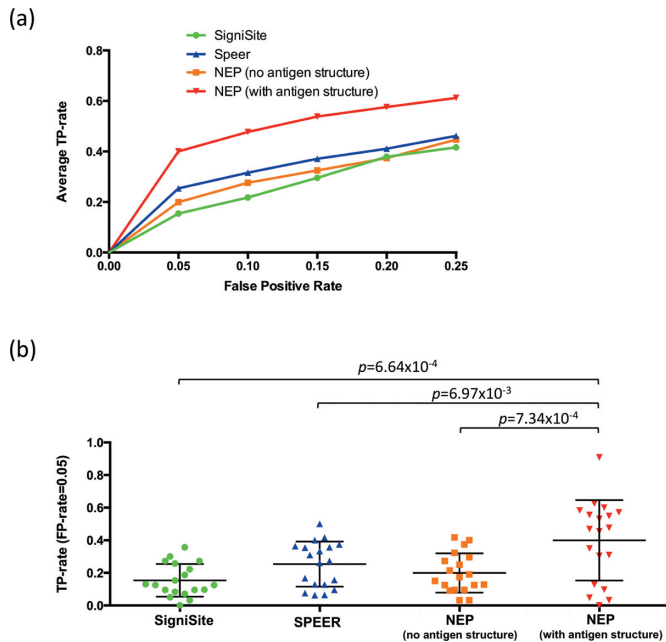 (a)
SigniSite
Speer
NEP (no antigen structure)
NEP (with antigen structure)
Average TP-rate
0.8
0.6
0.4
0.2
0.0
0.00 0.05 0.10 0.15 0.20 0.25
False Positive Rate
(b)
p=6.64x10-4
p=6.97x10-3
p=7.34x10-4
TP-rate (FP-rate=0.05)
1.0
0.8
0.6
0.4
0.2
0.0
SigniSite SPEER NEP NEP
(no antigen structure) (with antigen structure)